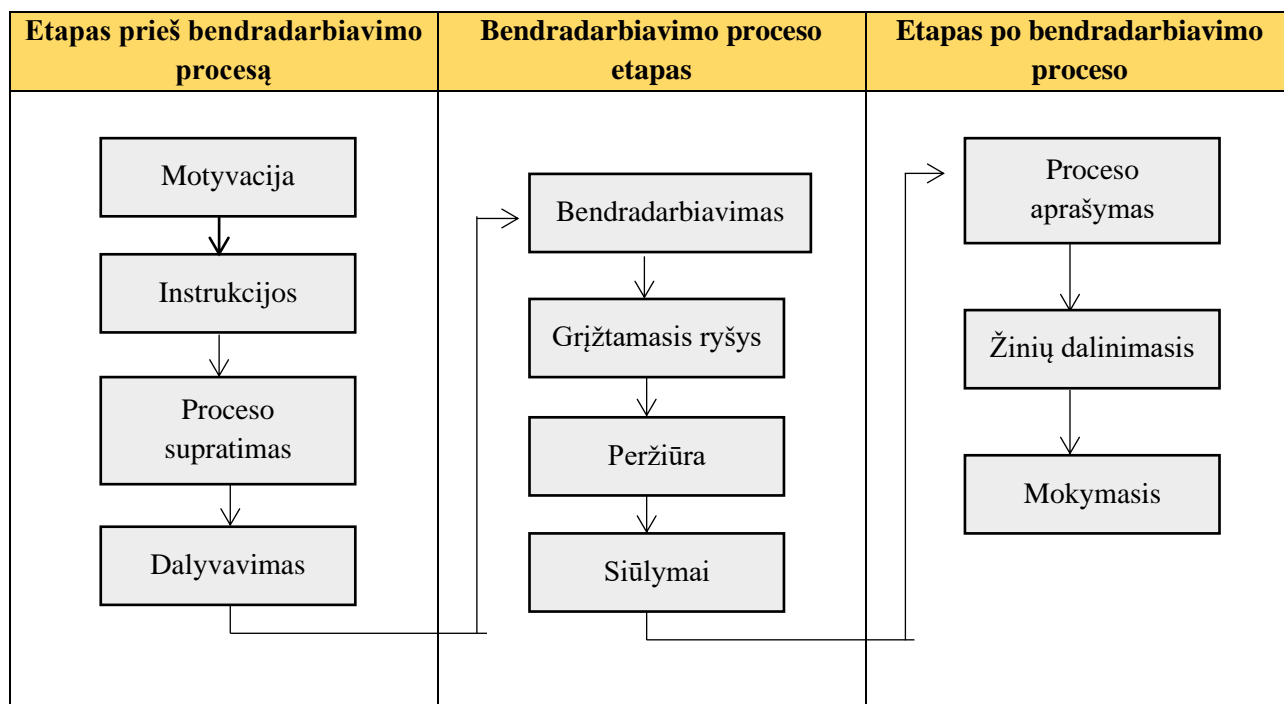 Etapas prieš bendradarbiavimo
procesą
Bendradarbiavimo proceso
etapas
Etapas po bendradarbiavimo
proceso
Motyvacija
Instrukcijos
Proceso
supratimas
Dalyvavimas
Bendradarbiavimas
Grįžtamasis ryšys
Peržiūra
Siūlymai
Proceso
aprašymas
Žinių dalinimasis
Mokymasis